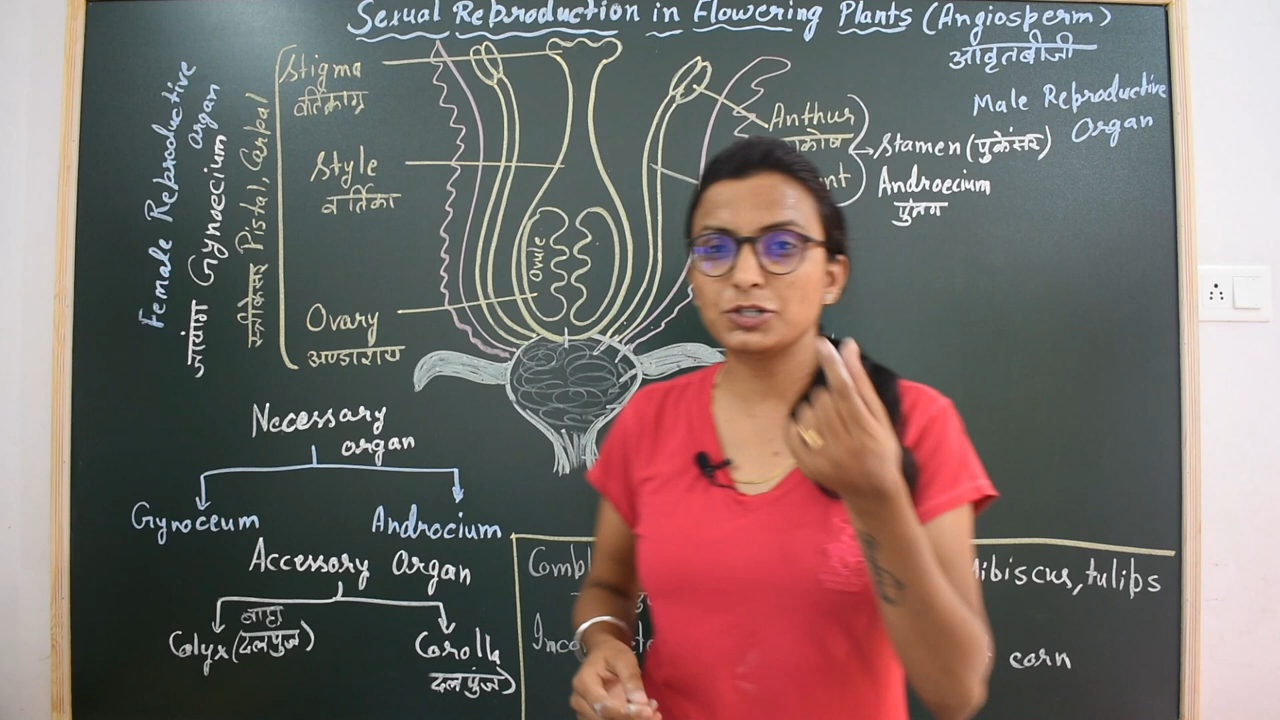 Sexual Reproduction in Flowering Plants (Angiosperm)
आवृतबीजी
Stigma
वर्तिकाग्र
Style
वर्तिका
Ovary
अण्डाशय
Ovule
Female Reproductive
organ
जायांग Gynoecium
स्त्रीकेसर Pistal, Carpal
Anthur
Male Reproductive
Organ
Stamen (पुंकेसर)
Androecium
पुंमंग
Necessary
organ
Gynoceum
Androcium
Accessory Organ
Calyx (बाह्य
दलपुंज)
Corolla
दलपुंज)
Hibiscus, tulips
corn